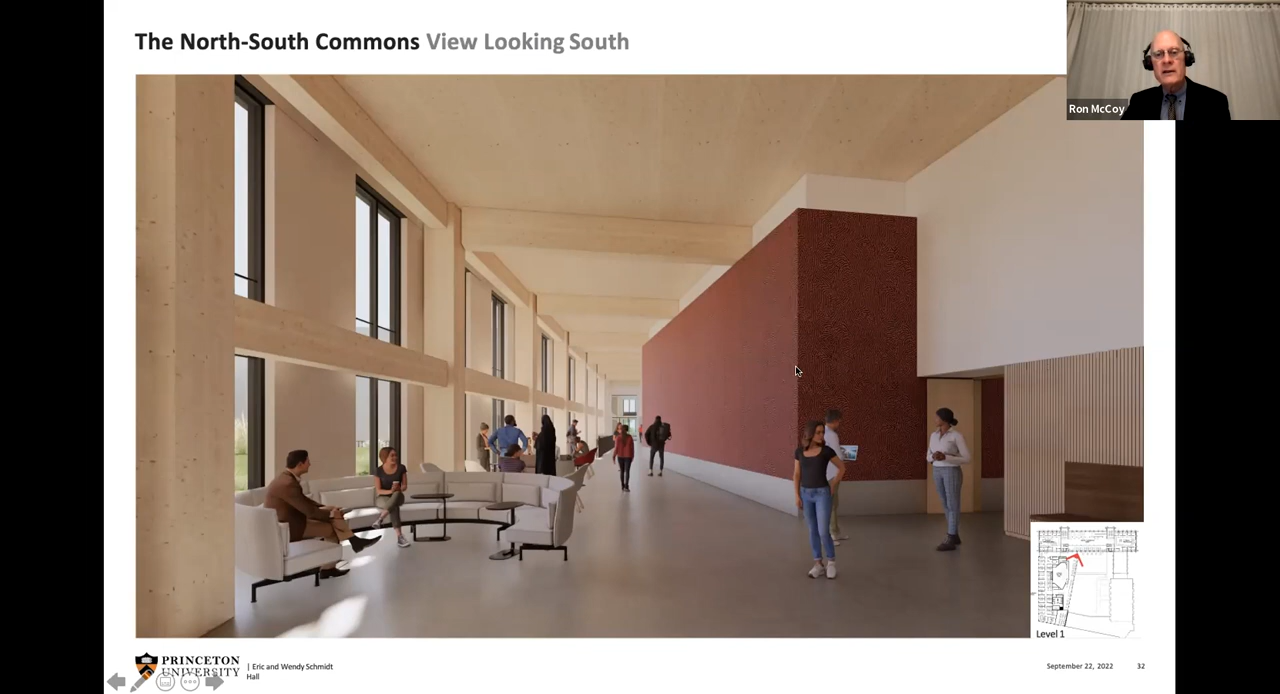 The North-South Commons View Looking South
Ron McCoy
Level 1
PRINCETON
UNIVERSITY
| Eric and Wendy Schmidt
Hall
September 22, 2022
32